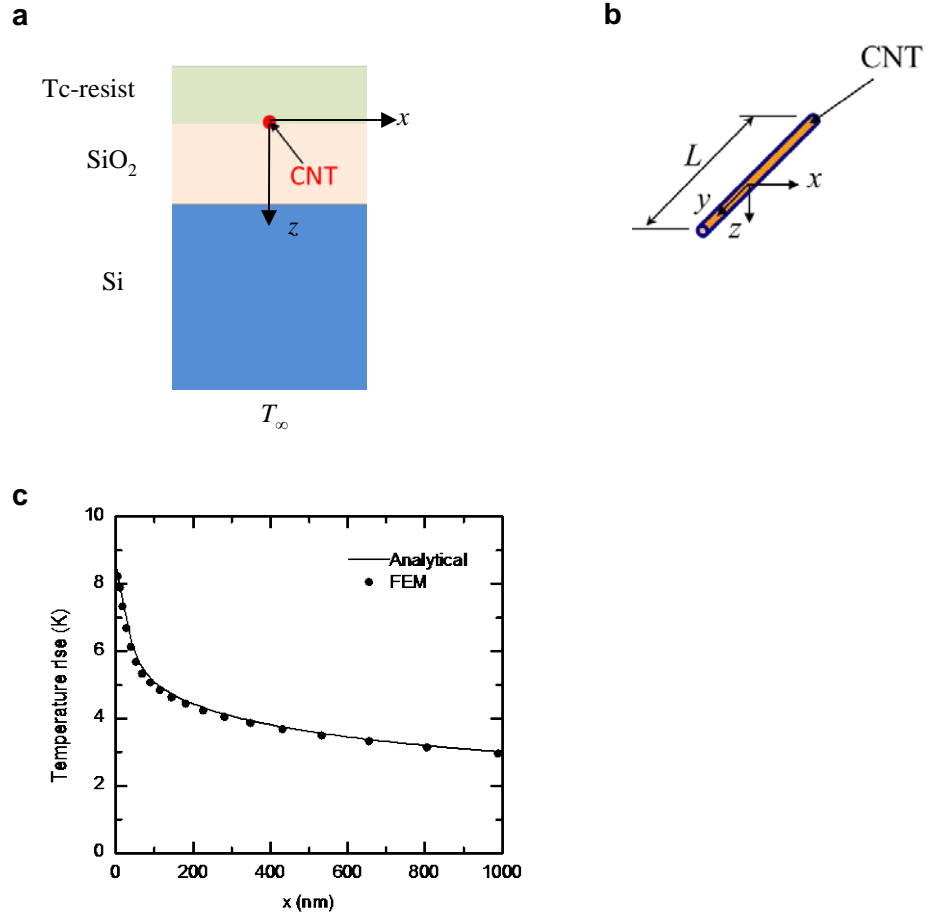 a
b
Tc-resist
x
SiO₂
CNT
z
Si
T∞
CNT
L
x
y
z
c
10
8
6
4
2
0
Temperature rise (K)
Analytical
FEM
0 200 400 600 800 1000
x (nm)